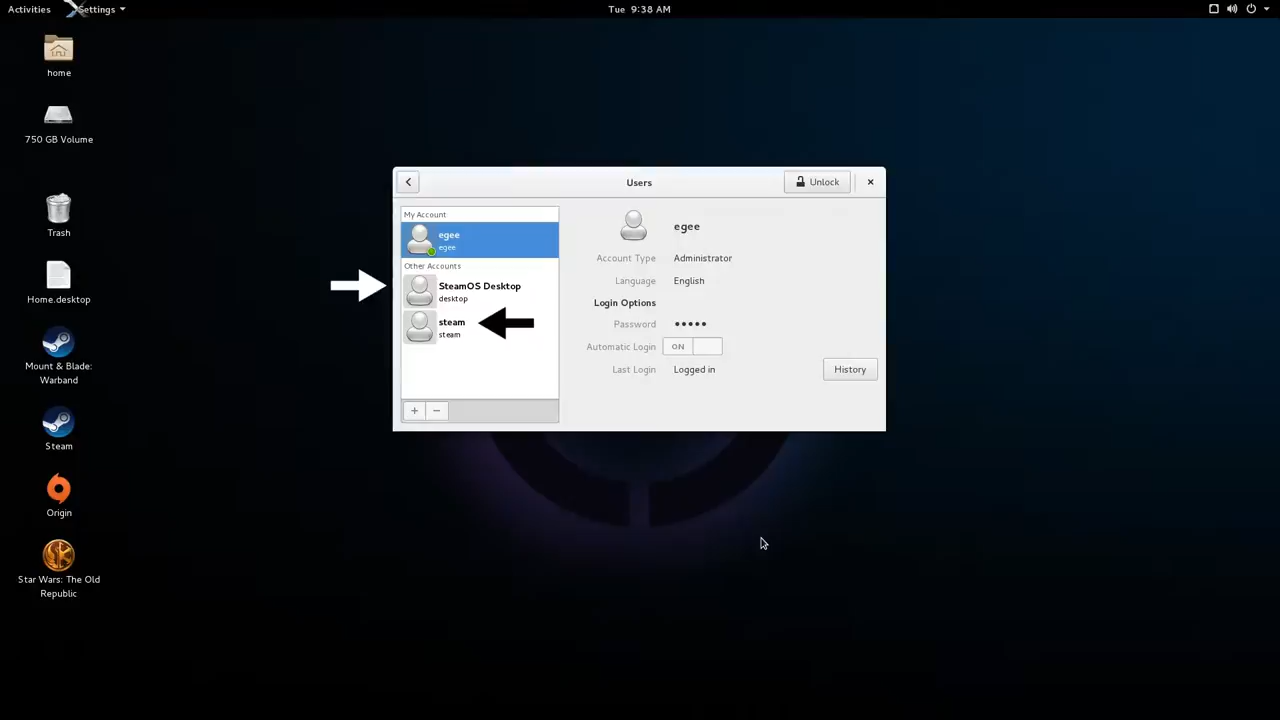 Activities
Settings
Tue 9:38 AM
home
750 GB Volume
Trash
Home.desktop
Mount & Blade:
Warband
Steam
Origin
Star Wars: The Old
Republic
Users
Unlock
My Account
egee
egee
Other Accounts
SteamOS Desktop
desktop
steam
steam
+
−
egee
Account Type Administrator
Language English
Login Options
Password •••••
Automatic Login ON
Last Login Logged in
History